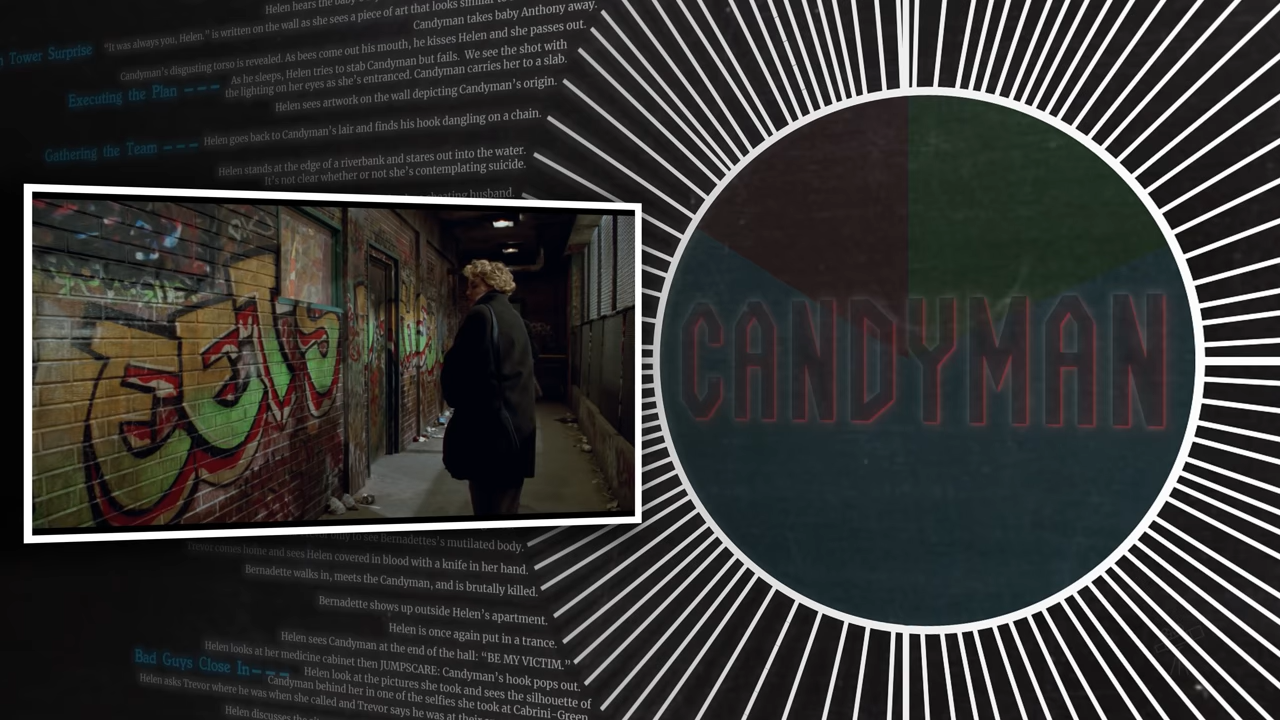 Helen hears the baby
"It was always you, Helen." is written on the wall as she sees a piece of art that looks similar to
Candyman takes baby Anthony away.
Tower Surprise
Candyman's disgusting torso is revealed. As bees come out his mouth, he kisses Helen and she passes out.
As he sleeps, Helen tries to stab Candyman but fails. We see the shot with
the lighting on her eyes as she's entranced. Candyman carries her to a slab.
Executing the Plan – – –
Helen sees artwork on the wall depicting Candyman's origin.
Helen goes back to Candyman's lair and finds his hook dangling on a chain.
Gathering the Team – – –
Helen stands at the edge of a riverbank and stares out into the water.
It's not clear whether or not she's contemplating suicide.
cheating husband.
CANDYMAN
only to see Bernadettes's mutilated body.
Trevor comes home and sees Helen covered in blood with a knife in her hand.
Bernadette walks in, meets the Candyman, and is brutally killed.
Bernadette shows up outside Helen's apartment.
Helen is once again put in a trance.
Helen sees Candyman at the end of the hall: "BE MY VICTIM."
Helen looks at her medicine cabinet then JUMPSCARE: Candyman's hook pops out.
Bad Guys Close In – – –
Helen look at the pictures she took and sees the silhouette of
Candyman behind her in one of the selfies she took at Cabrini-Green
Helen asks Trevor where he was when she called and Trevor says he was at their
Helen discusses the